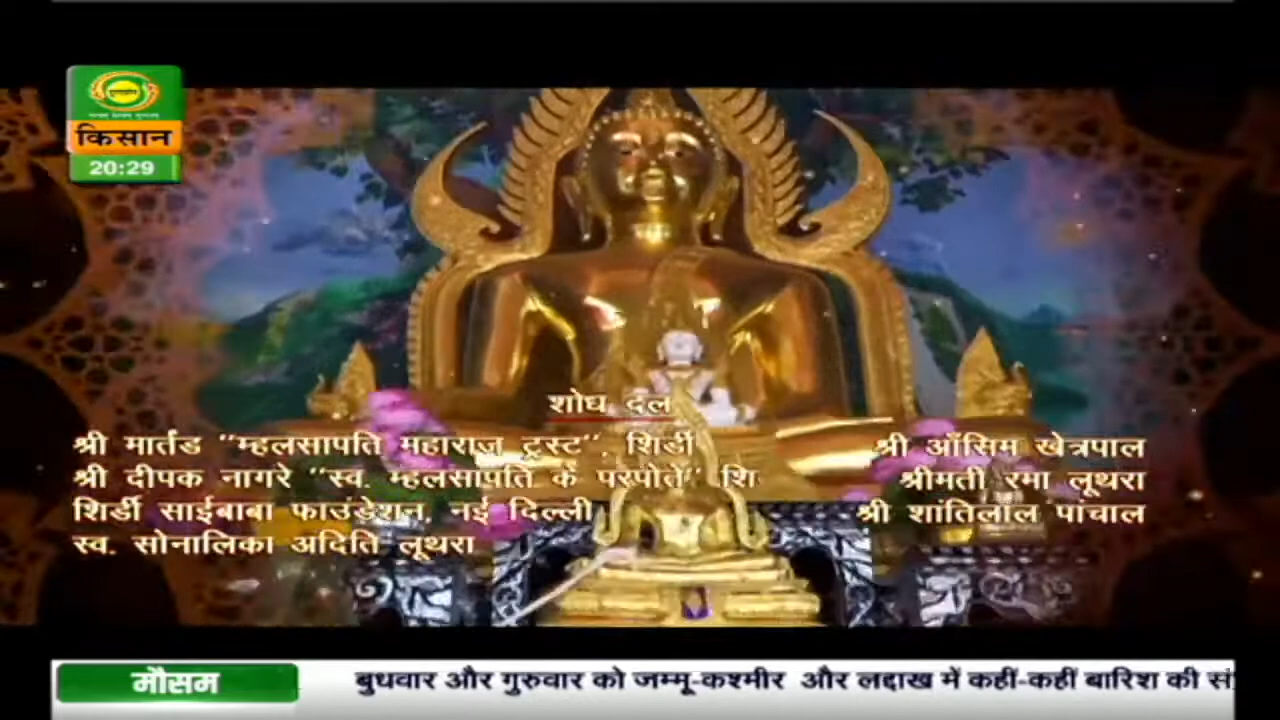 किसान
20:29
शोध दल
श्री मार्तंड "म्हलसापति महाराज ट्रस्ट", शिर्डी
श्री ऑसिम खेत्रपाल
श्री दीपक नागरे "स्व. म्हलसापति के परपोते" शि
श्रीमती रमा लूथरा
शिर्डी साईबाबा फाउंडेशन, नई दिल्ली
श्री शांतिलाल पांचाल
स्व. सोनालिका अदिति लूथरा
मौसम
बुधवार और गुरुवार को जम्मू-कश्मीर और लद्दाख में कहीं-कहीं बारिश की